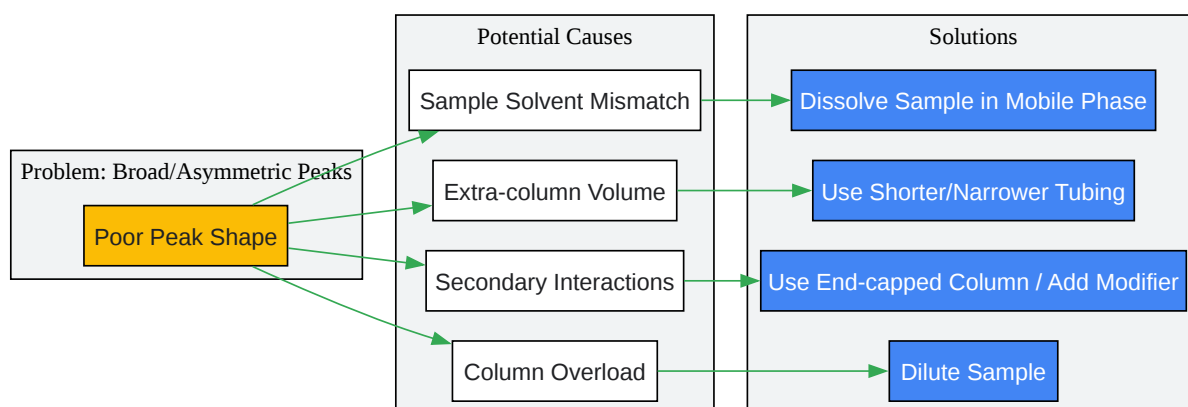 Problem: Broad/Asymmetric Peaks
Poor Peak Shape
Potential Causes
Sample Solvent Mismatch
Extra-column Volume
Secondary Interactions
Column Overload
Solutions
Dissolve Sample in Mobile Phase
Use Shorter/Narrower Tubing
Use End-capped Column / Add Modifier
Dilute Sample